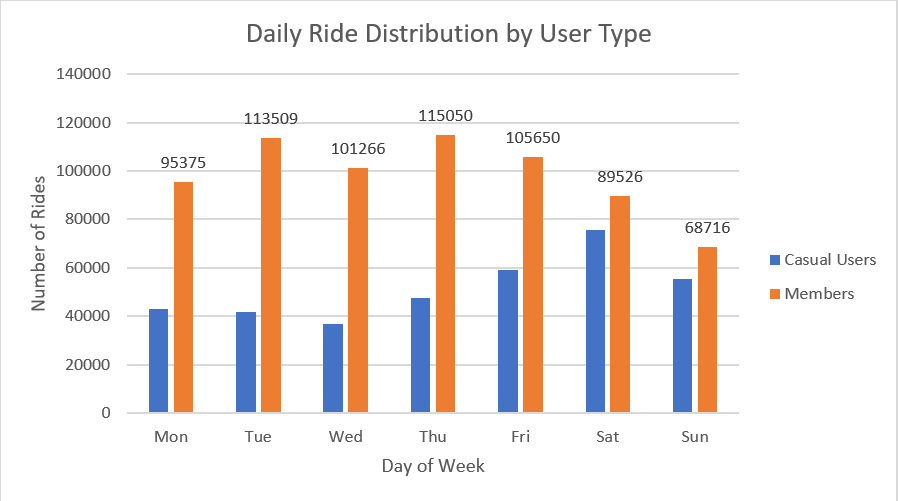 Daily Ride Distribution by User Type
Number of Rides
140000
120000
100000
80000
60000
40000
20000
0
95375
113509
101266
115050
105650
89526
68716
Mon
Tue
Wed
Thu
Fri
Sat
Sun
Day of Week
Casual Users
Members